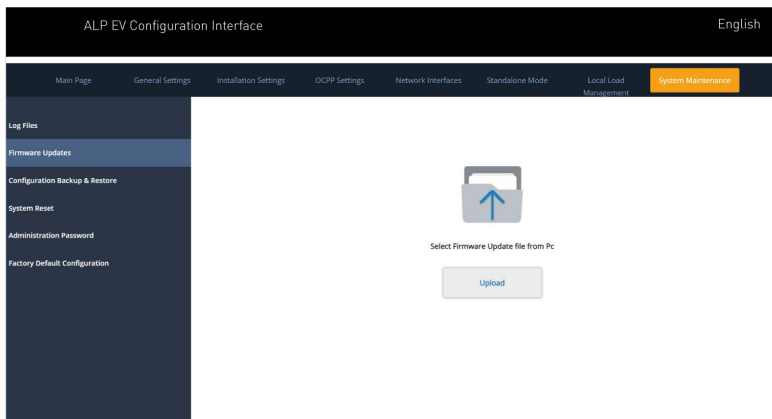 ALP EV Configuration Interface
English
Main Page
General Settings
Installation Settings
OCPP Settings
Network Interfaces
Standalone Mode
Local Load
Management
System Maintenance
Log Files
Firmware Updates
Configuration Backup & Restore
System Reset
Administration Password
Factory Default Configuration
Select Firmware Update file from Pc
Upload